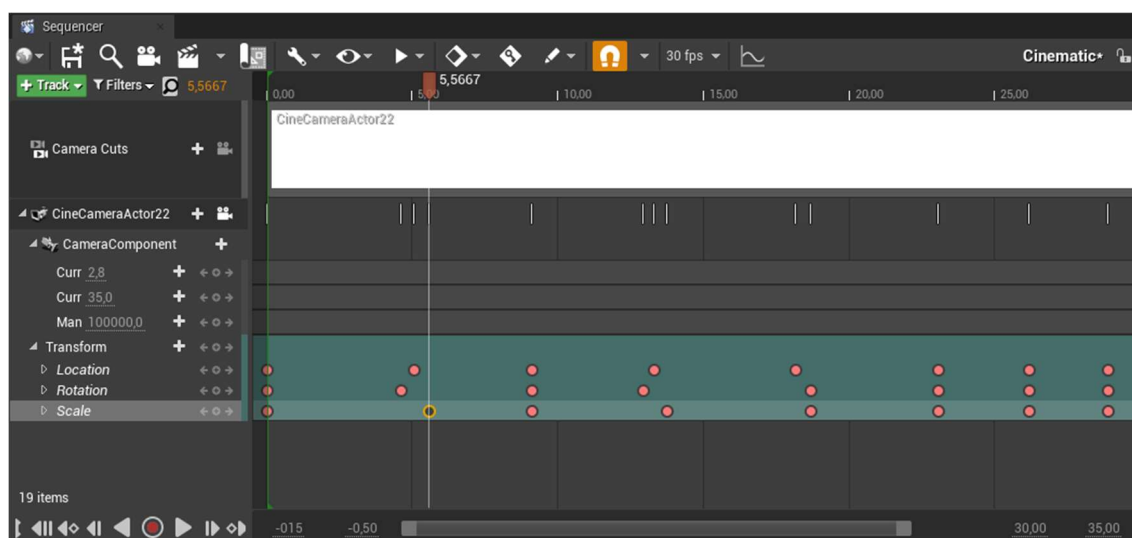 Sequencer
30 fps
Cinematic*
+ Track
Filters
5,5667
5,5667
0,00
5,00
10,00
15,00
20,00
25,00
Camera Cuts
CineCameraActor22
CineCameraActor22
CameraComponent
Curr 2,8
Curr 35,0
Man 100000,0
Transform
Location
Rotation
Scale
19 items
-015
-0,50
30,00
35,00